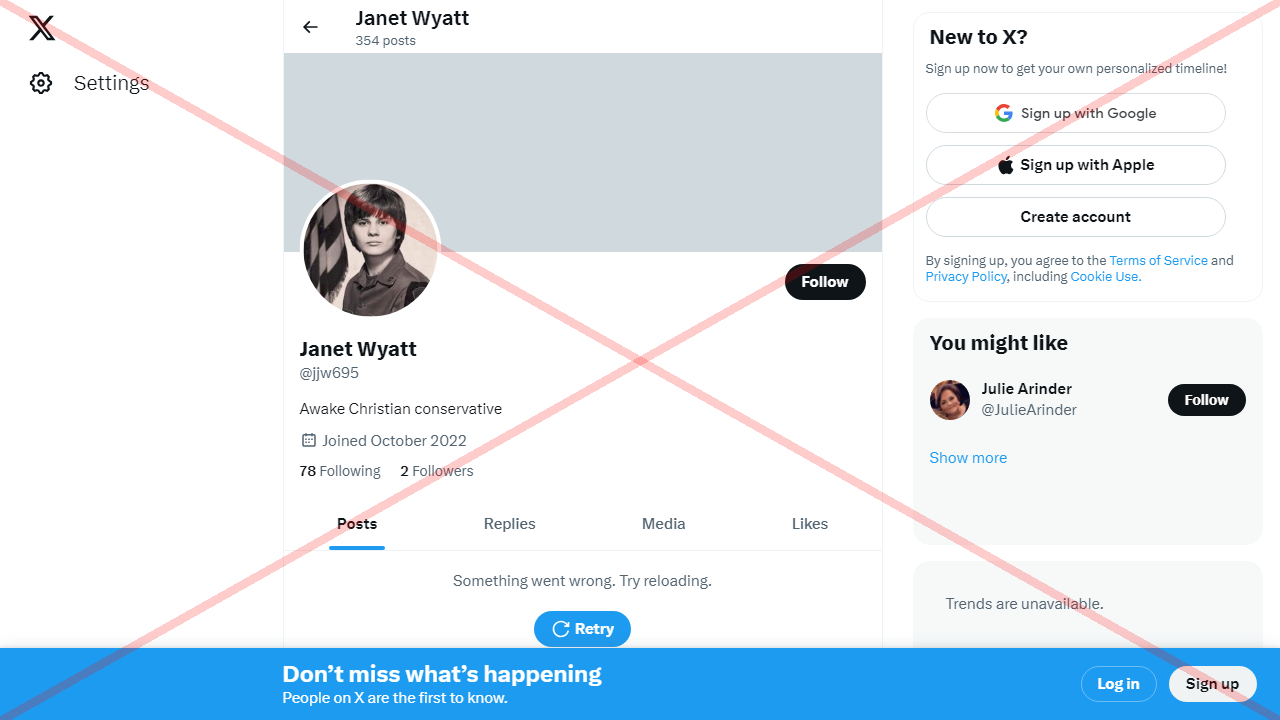 Settings
Janet Wyatt
354 posts
Follow
Janet Wyatt
@jjw695
Awake Christian conservative
Joined October 2022
78 Following 2 Followers
Posts Replies Media Likes
Something went wrong. Try reloading.
Retry
New to X?
Sign up now to get your own personalized timeline!
Sign up with Google
Sign up with Apple
Create account
By signing up, you agree to the Terms of Service and
Privacy Policy, including Cookie Use.
You might like
Julie Arinder
@JulieArinder
Follow
Show more
Trends are unavailable.
Don’t miss what’s happening
People on X are the first to know.
Log in
Sign up